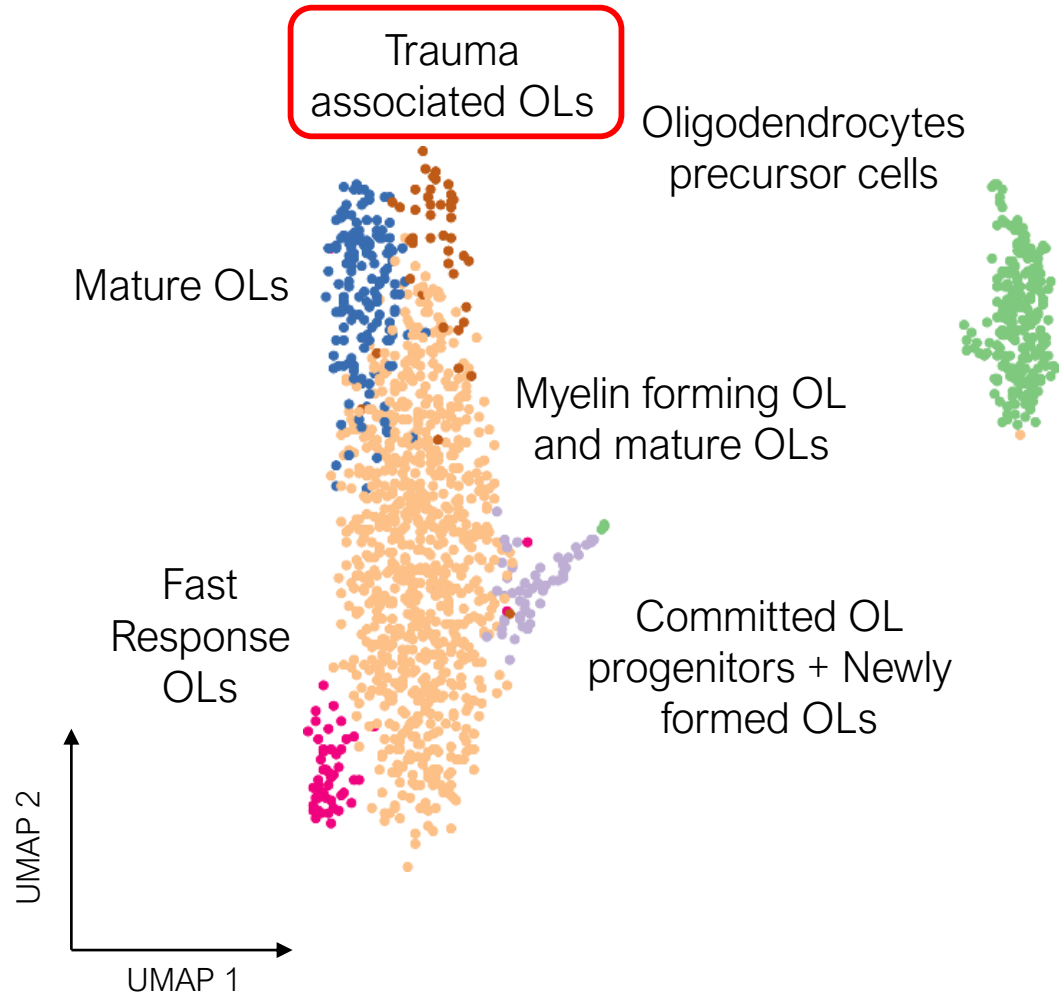 Trauma
associated OLs
Oligodendrocytes
precursor cells
Mature OLs
Myelin forming OL
and mature OLs
Fast
Response
OLs
Committed OL
progenitors + Newly
formed OLs
UMAP 2
UMAP 1